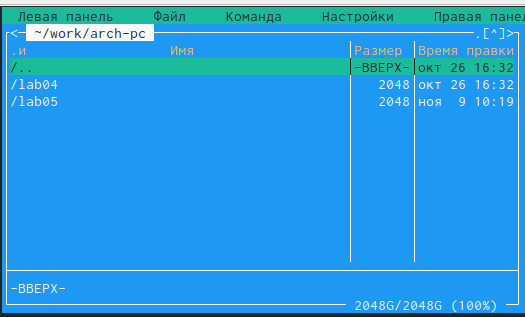 Левая панель Файл Команда Настройки Правая
<- ~/work/arch-pc .[^]>
.и Имя Размер Время правки
/.. -ВВЕРХ- окт 26 16:32
/lab04 2048 окт 26 16:32
/lab05 2048 ноя 9 10:19
-ВВЕРХ-
2048G/2048G (100%)